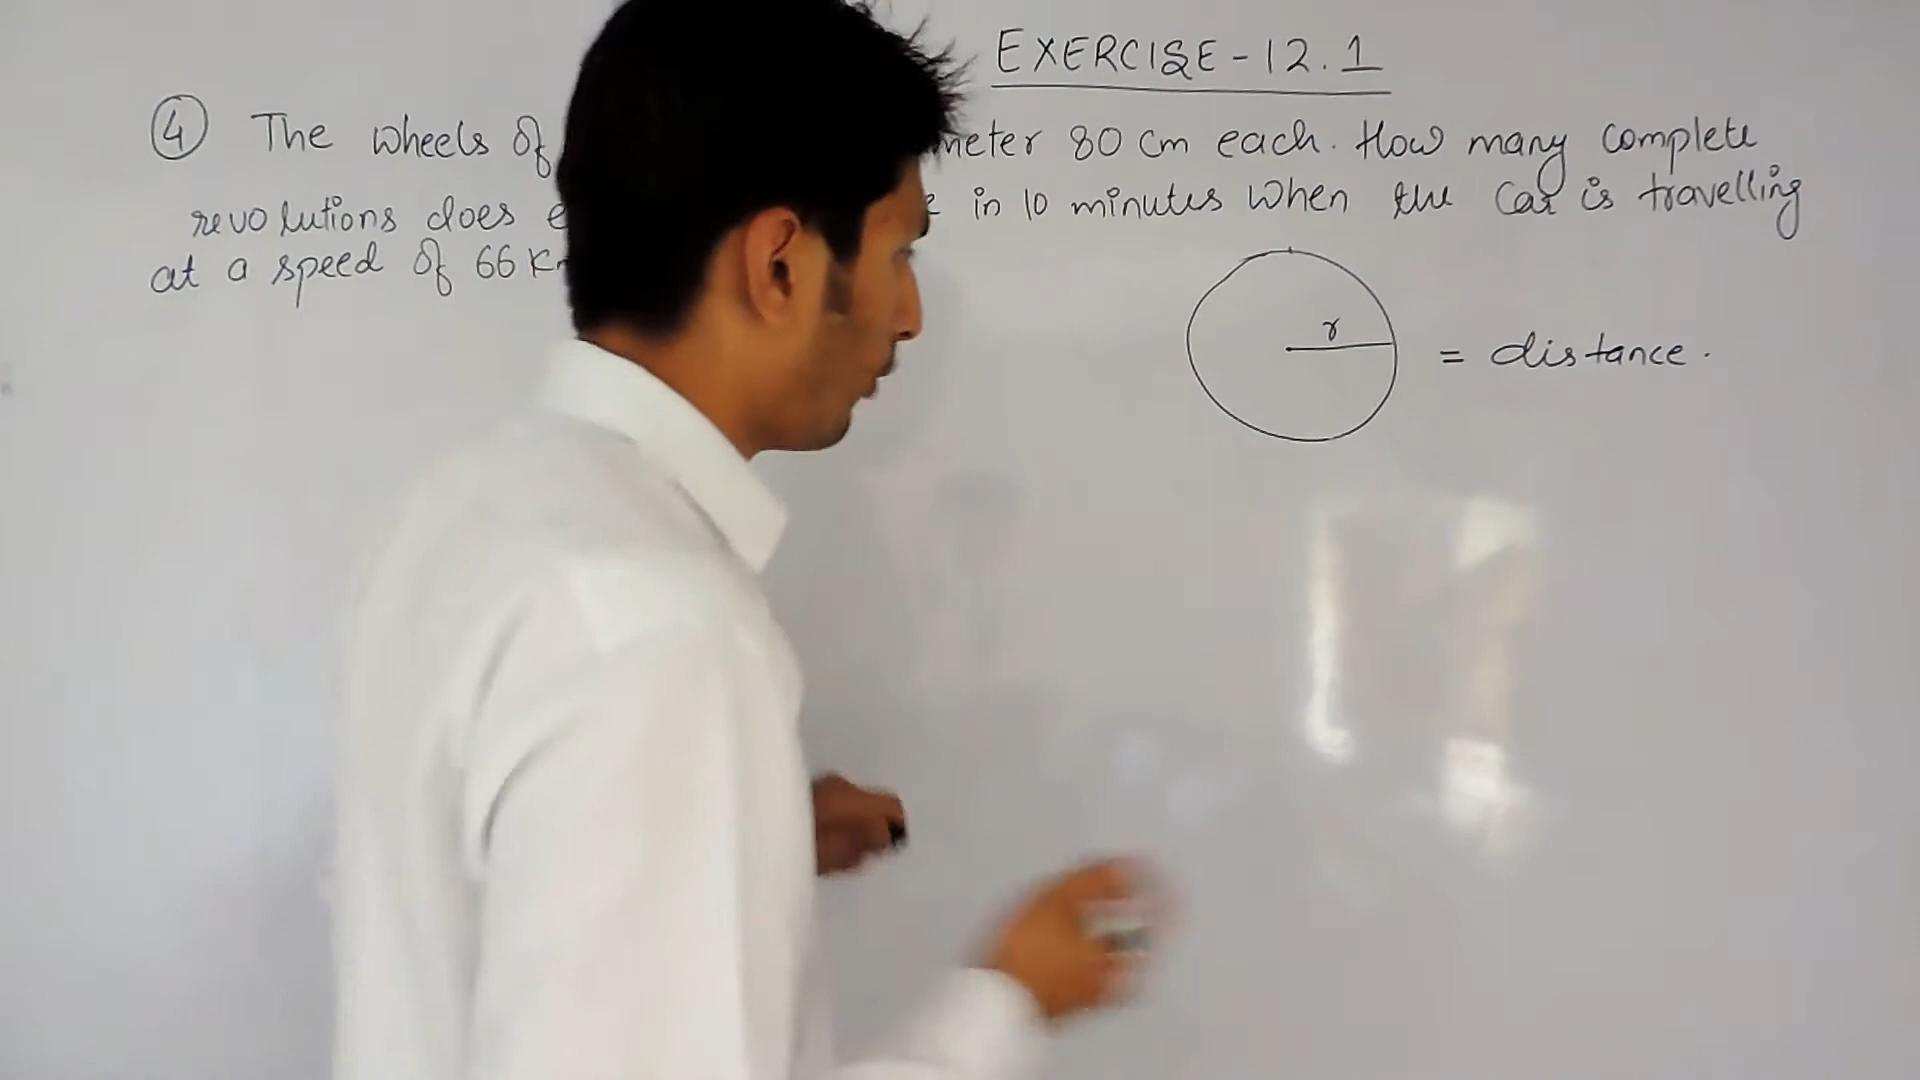 EXERCISE-12.1
④ The wheels of meter 80 cm each. How many complete
revolutions does in 10 minutes when the Car is travelling
at a speed of 66
r
= distance.